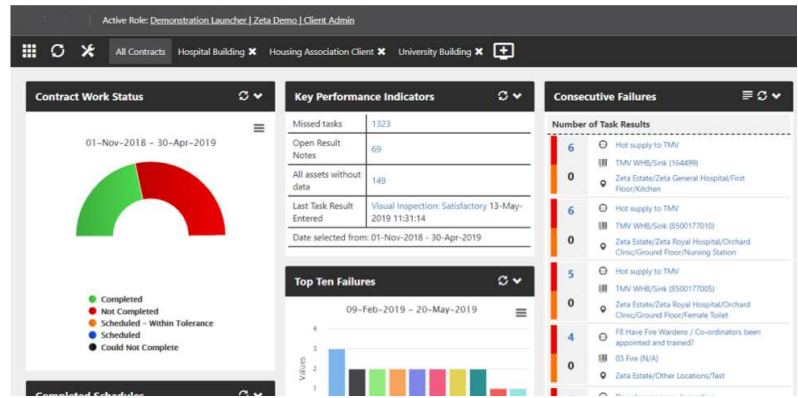 Active Role: Demonstration Launcher | Zeta Demo | Client Admin
All Contracts Hospital Building ✖ Housing Association Client ✖ University Building ✖
Contract Work Status
01-Nov-2018 - 30-Apr-2019
Completed
Not Completed
Scheduled - Within Tolerance
Scheduled
Could Not Complete
Completed Schedules
Key Performance Indicators
Missed tasks 1323
Open Result
Notes
69
All assets without
data
149
Last Task Result
Entered
Visual Inspection: Satisfactory 13-May-
2019 11:31:14
Date selected from: 01-Nov-2018 - 30-Apr-2019
Top Ten Failures
09-Feb-2019 - 20-May-2019
Values
4
3
2
1
Consecutive Failures
Number of Task Results
6
0
Hot supply to TMV
TMV WHB/Sink (164499)
Zeta Estate/Zeta General Hospital/First
Floor/Kitchen
6
0
Hot supply to TMV
TMV WHB/Sink (8500177010)
Zeta Estate/Zeta Royal Hospital/Orchard
Clinic/Ground Floor/Nursing Station
5
0
Hot supply to TMV
TMV WHB/Sink (8500177005)
Zeta Estate/Zeta Royal Hospital/Orchard
Clinic/Ground Floor/Female Toilet
4
0
F8 Have Fire Wardens / Co-ordinators been
appointed and trained?
03 Fire (N/A)
Zeta Estate/Other Locations/Test